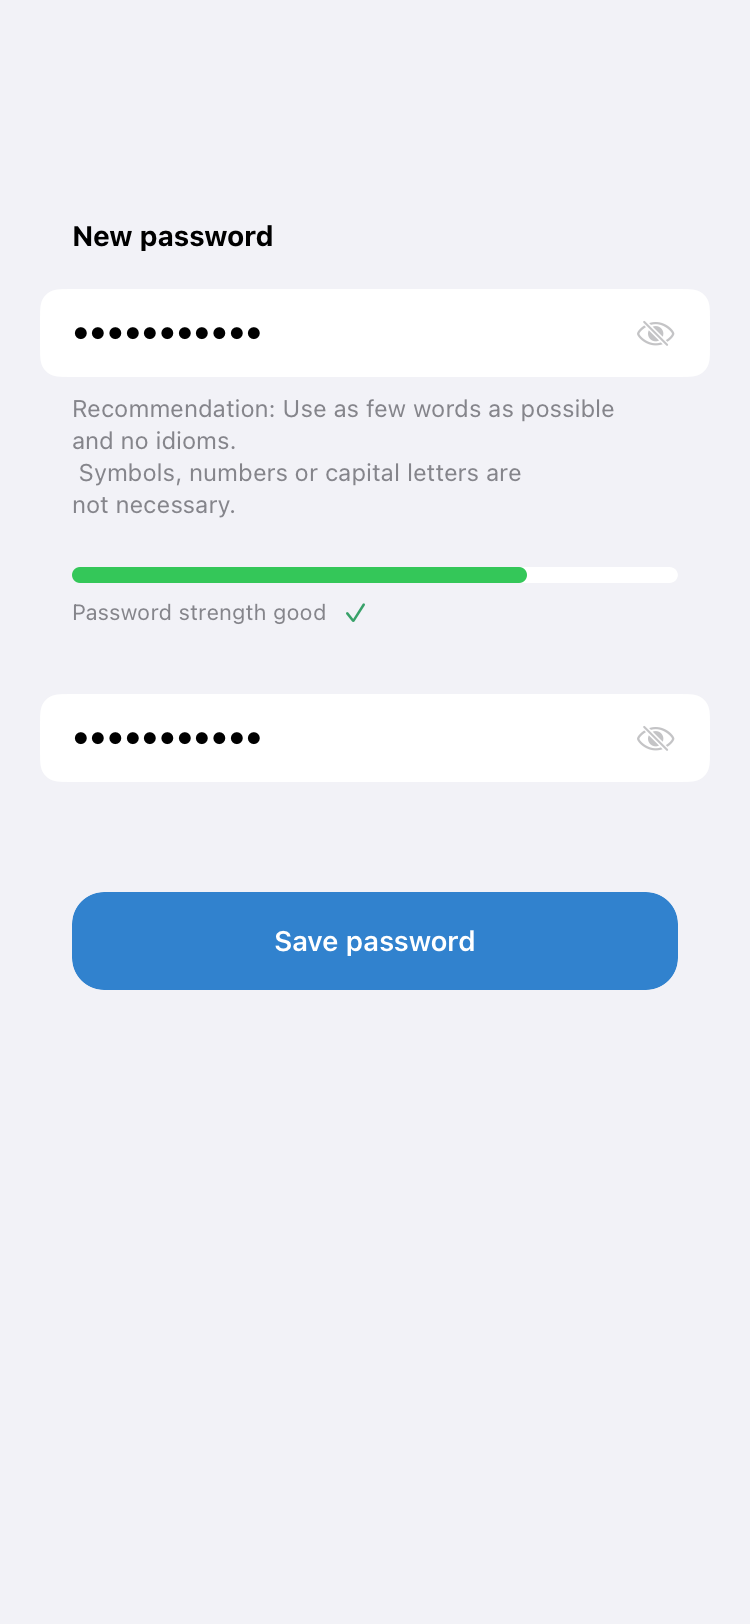 New password
•••••••••••
Recommendation: Use as few words as possible
and no idioms.
Symbols, numbers or capital letters are
not necessary.
Password strength good
•••••••••••
Save password